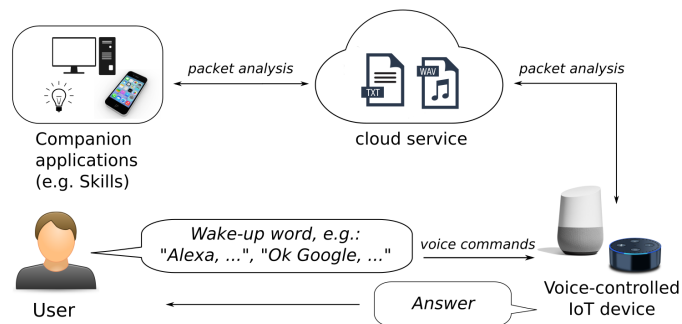 packet analysis
packet analysis
TXT
WAV
cloud service
Companion
applications
(e.g. Skills)
Wake-up word, e.g.:
"Alexa, ...", "Ok Google, ..."
voice commands
User
Answer
Voice-controlled
IoT device